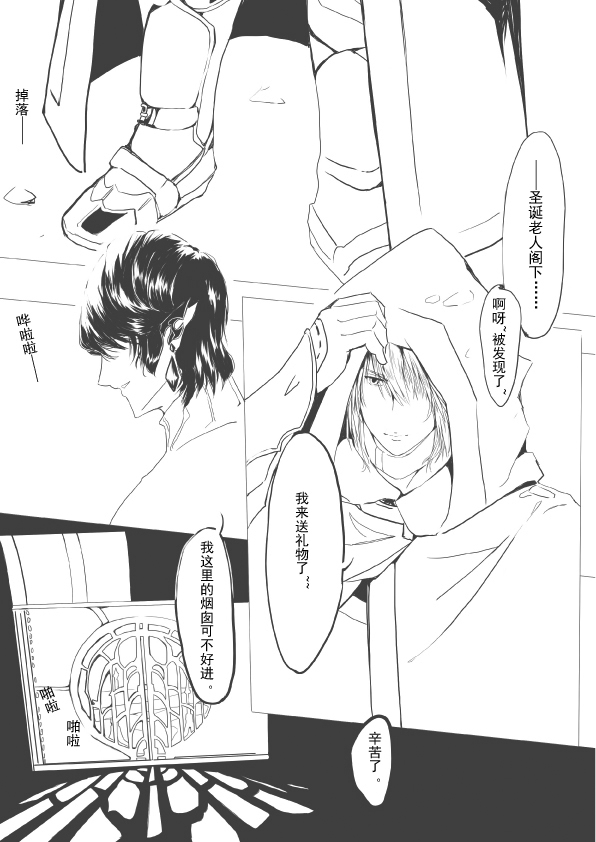 掉落——
——圣诞老人阁下……
啊呀~被发现了~
哗啦啦——
我来送礼物了~~
我这里的烟囱可不好进。
啪啦
啪啦
辛苦了。